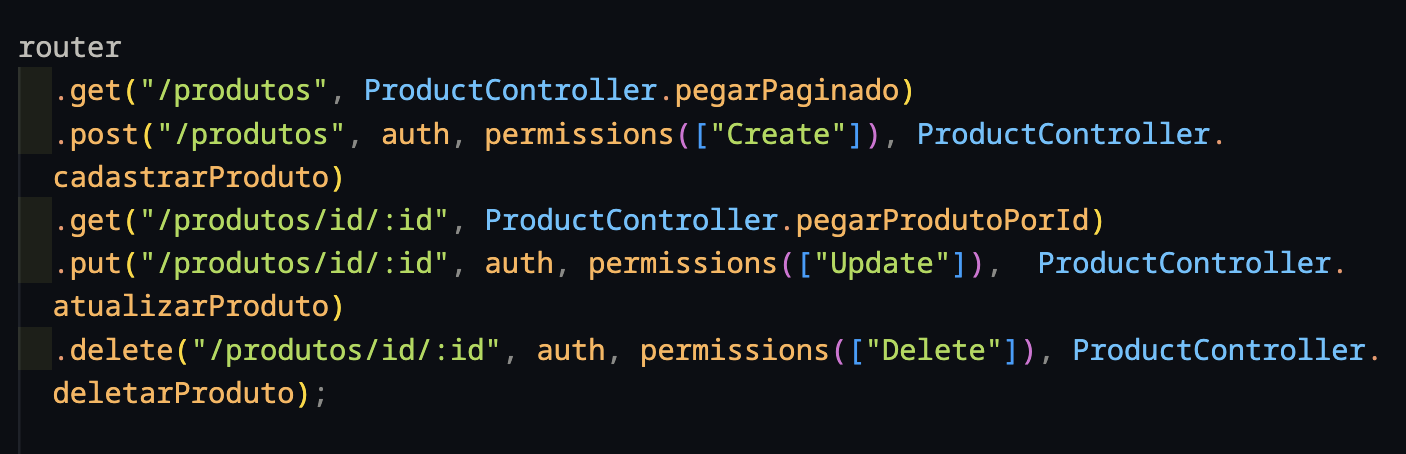 router
.get("/produtos", ProductController.pegarPaginado)
.post("/produtos", auth, permissions(["Create"]), ProductController.
cadastrarProduto)
.get("/produtos/id/:id", ProductController.pegarProdutoPorId)
.put("/produtos/id/:id", auth, permissions(["Update"]),  ProductController.
atualizarProduto)
.delete("/produtos/id/:id", auth, permissions(["Delete"]), ProductController.
deletarProduto);